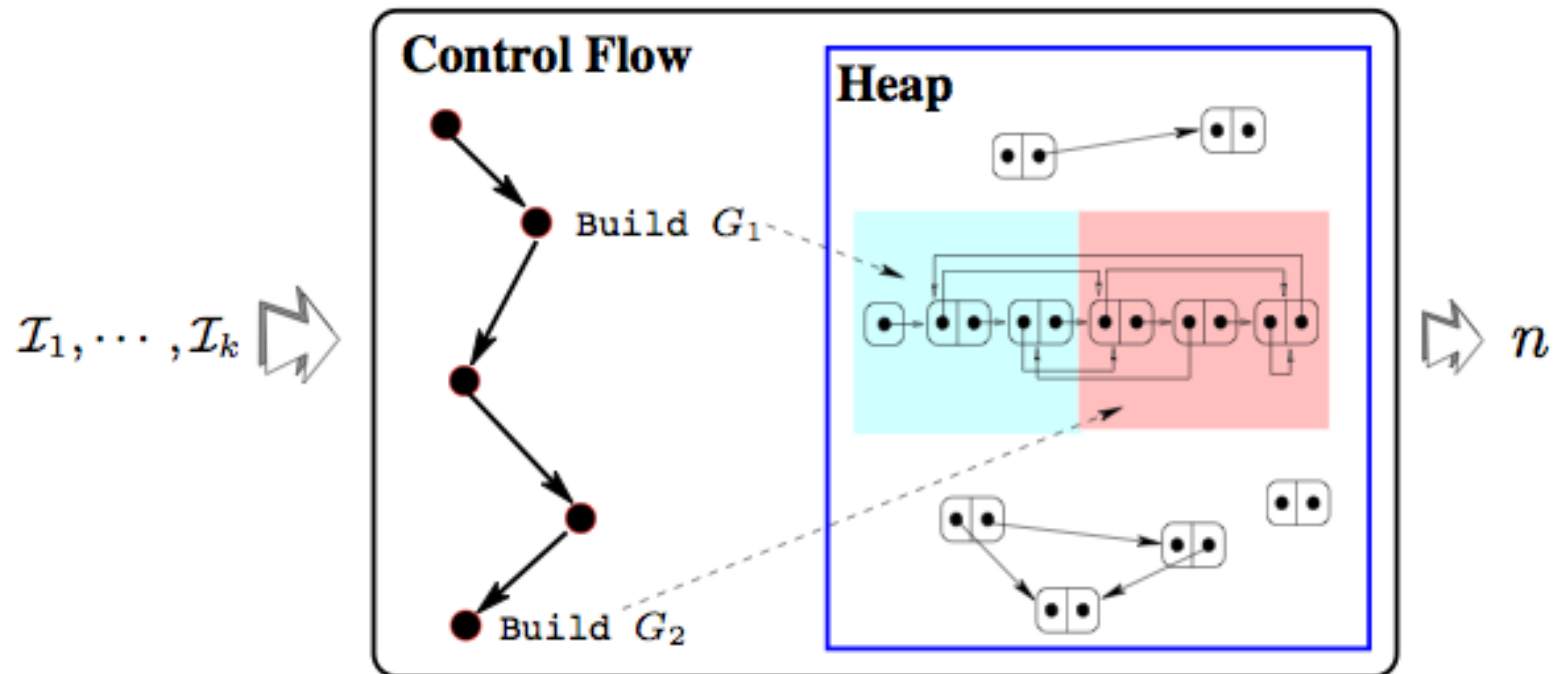 Control Flow
Heap
Build G₁
ℐ₁, ⋯ , ℐₖ
n
Build G₂